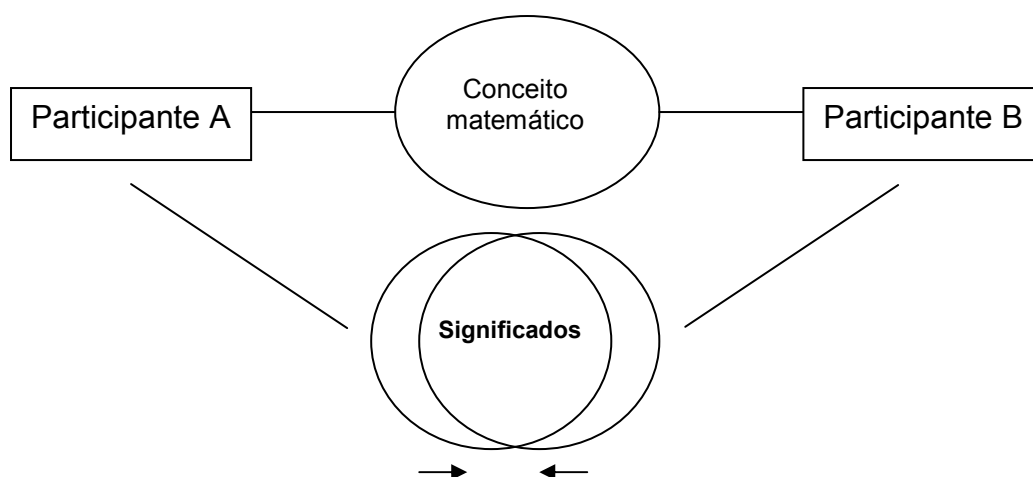 Participante A
Conceito
matemático
Participante B
Significados